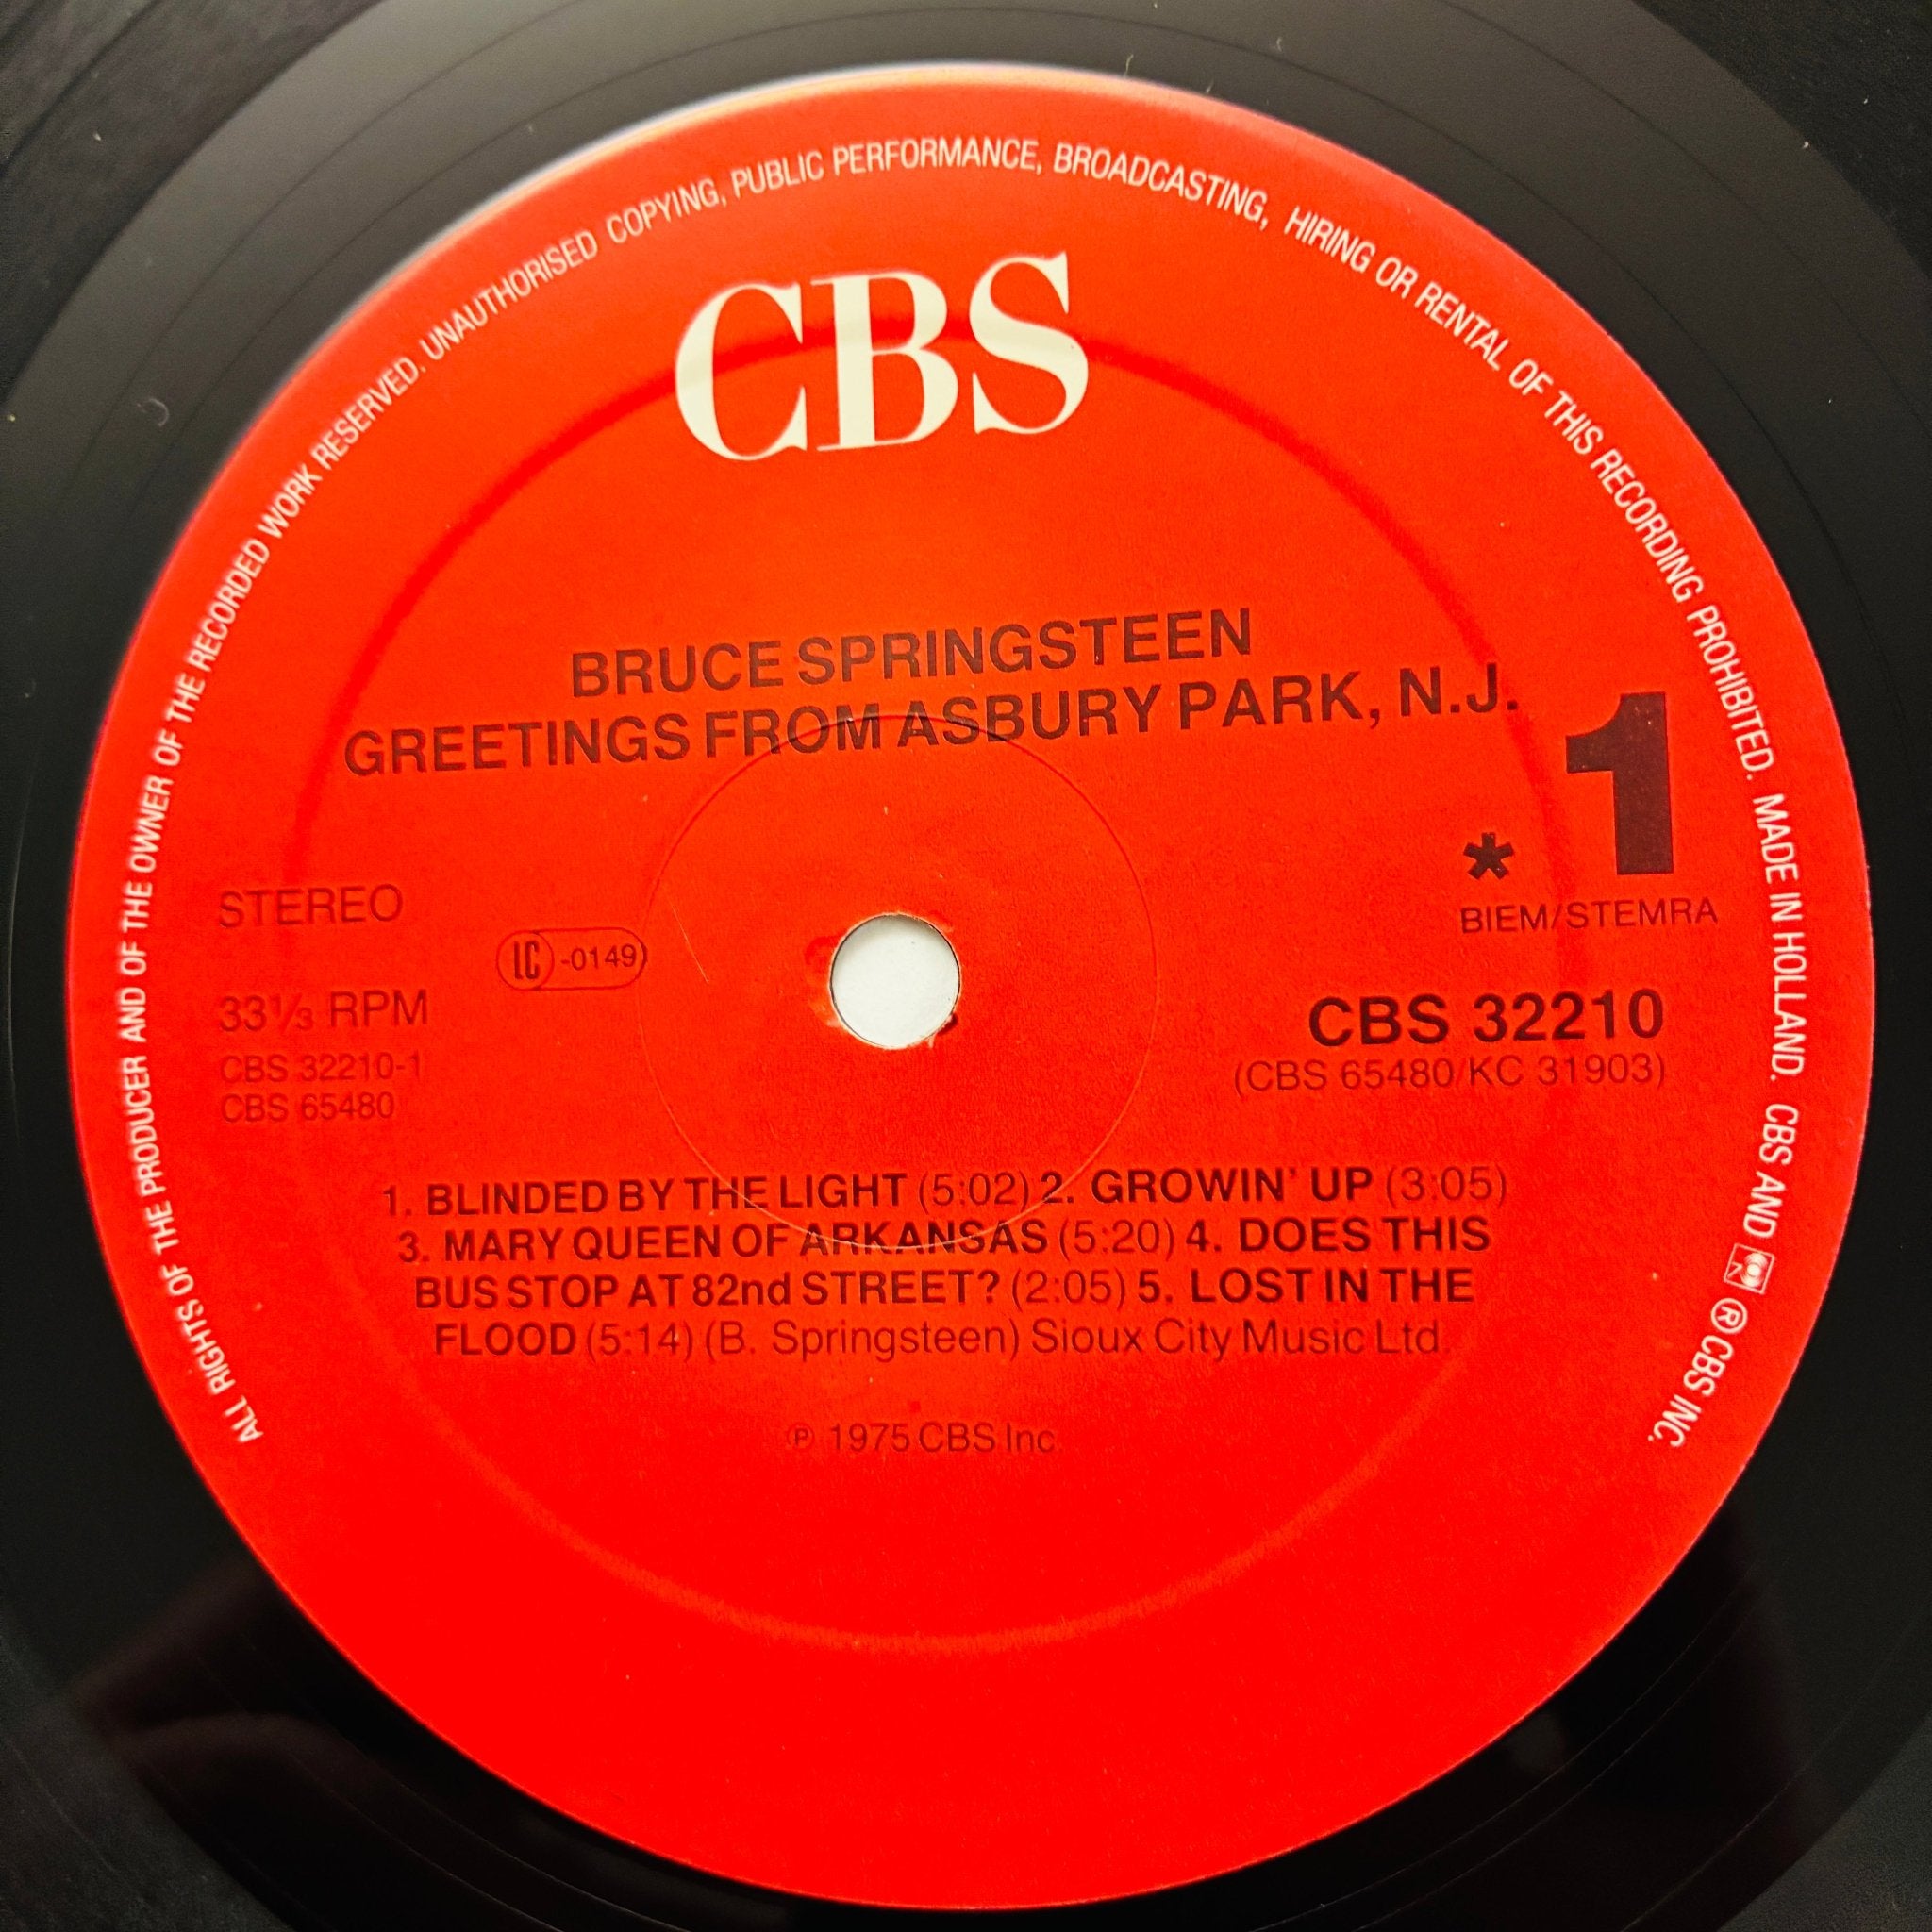 ALL RIGHTS OF THE PRODUCER AND OF THE OWNER OF THE RECORDED WORK RESERVED. UNAUTHORISED COPYING, PUBLIC PERFORMANCE, BROADCASTING, HIRING OR RENTAL OF THIS RECORDING PROHIBITED. MADE IN HOLLAND. CBS AND ® CBS INC.
CBS
BRUCE SPRINGSTEEN
GREETINGS FROM ASBURY PARK, N.J.
1
*
STEREO
BIEM/STEMRA
LC -0149
33⅓ RPM
CBS 32210
CBS 32210-1
(CBS 65480/KC 31903)
CBS 65480
1. BLINDED BY THE LIGHT (5:02) 2. GROWIN' UP (3:05)
3. MARY QUEEN OF ARKANSAS (5:20) 4. DOES THIS
BUS STOP AT 82nd STREET? (2:05) 5. LOST IN THE
FLOOD (5:14) (B. Springsteen) Sioux City Music Ltd.
℗ 1975 CBS Inc